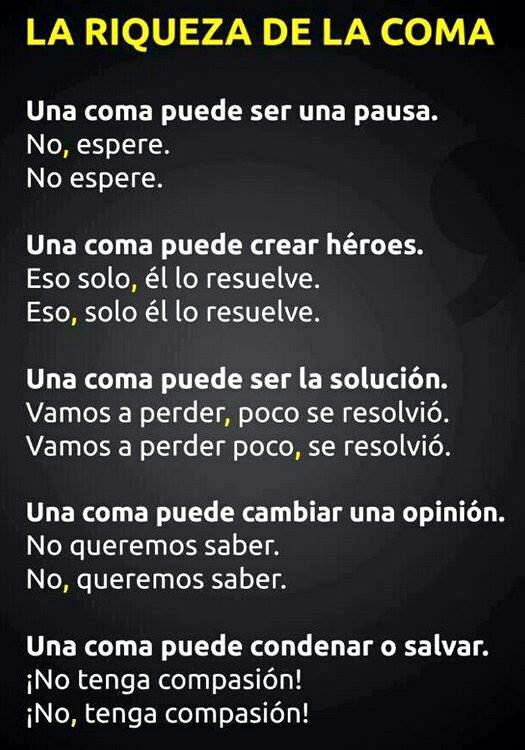 LA RIQUEZA DE LA COMA
Una coma puede ser una pausa.
No, espere.
No espere.
Una coma puede crear héroes.
Eso solo, él lo resuelve.
Eso, solo él lo resuelve.
Una coma puede ser la solución.
Vamos a perder, poco se resolvió.
Vamos a perder poco, se resolvió.
Una coma puede cambiar una opinión.
No queremos saber.
No, queremos saber.
Una coma puede condenar o salvar.
¡No tenga compasión!
¡No, tenga compasión!